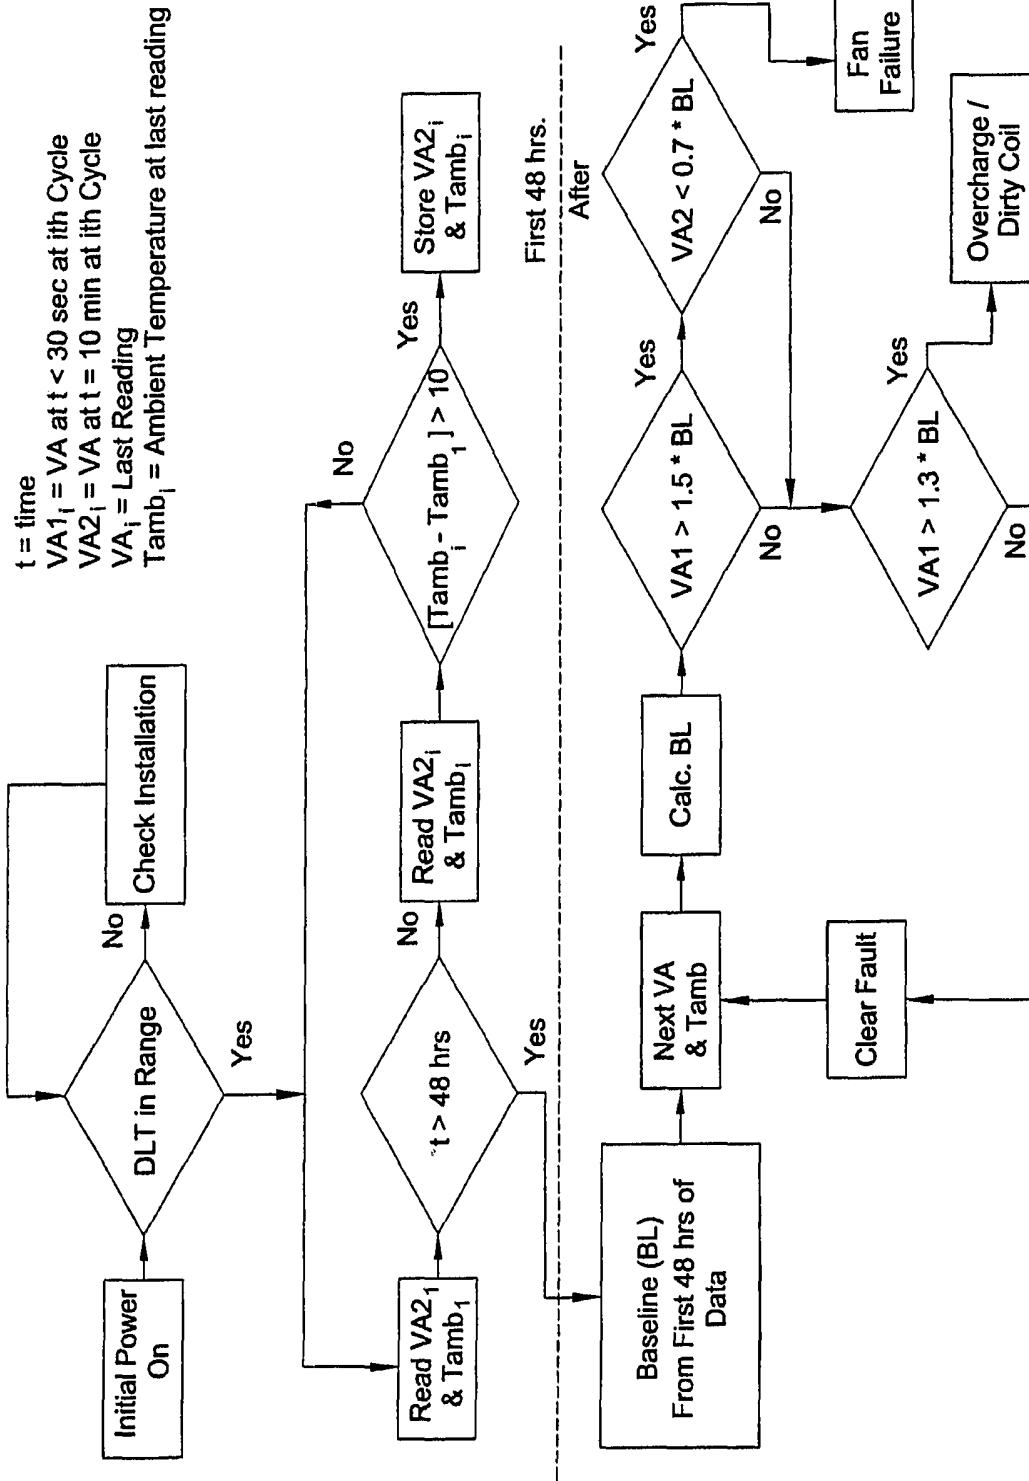 t = time
VA1i = VA at t < 30 sec at ith Cycle
VA2i = VA at t = 10 min at ith Cycle
VAi = Last Reading
Tambi = Ambient Temperature at last reading
Initial Power
On
DLT in Range
No
Check Installation
Yes
Read VA21
& Tamb1
t > 48 hrs
No
Read VA2i
& Tambi
[Tambi - Tamb1] > 10
No
Yes
Store VA2i
& Tambi
Yes
First 48 hrs.
After
Baseline (BL)
From First 48 hrs of
Data
Next VA
& Tamb
Calc. BL
VA1 > 1.5 * BL
Yes
No
VA2 < 0.7 * BL
Yes
No
Fan
Failure
Clear Fault
VA1 > 1.3 * BL
Yes
No
Overcharge /
Dirty Coil